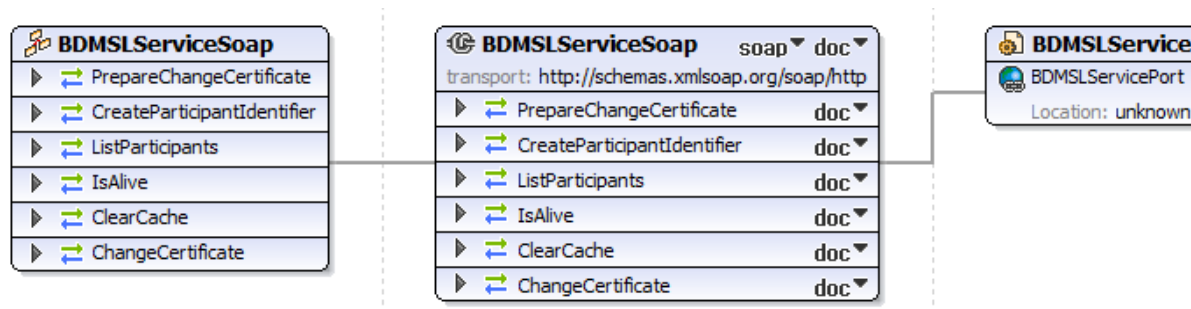 BDMSLServiceSoap
PrepareChangeCertificate
CreateParticipantIdentifier
ListParticipants
IsAlive
ClearCache
ChangeCertificate
BDMSLServiceSoap soap doc
transport: http://schemas.xmlsoap.org/soap/http
PrepareChangeCertificate doc
CreateParticipantIdentifier doc
ListParticipants doc
IsAlive doc
ClearCache doc
ChangeCertificate doc
BDMSLService
BDMSLServicePort
Location: unknown